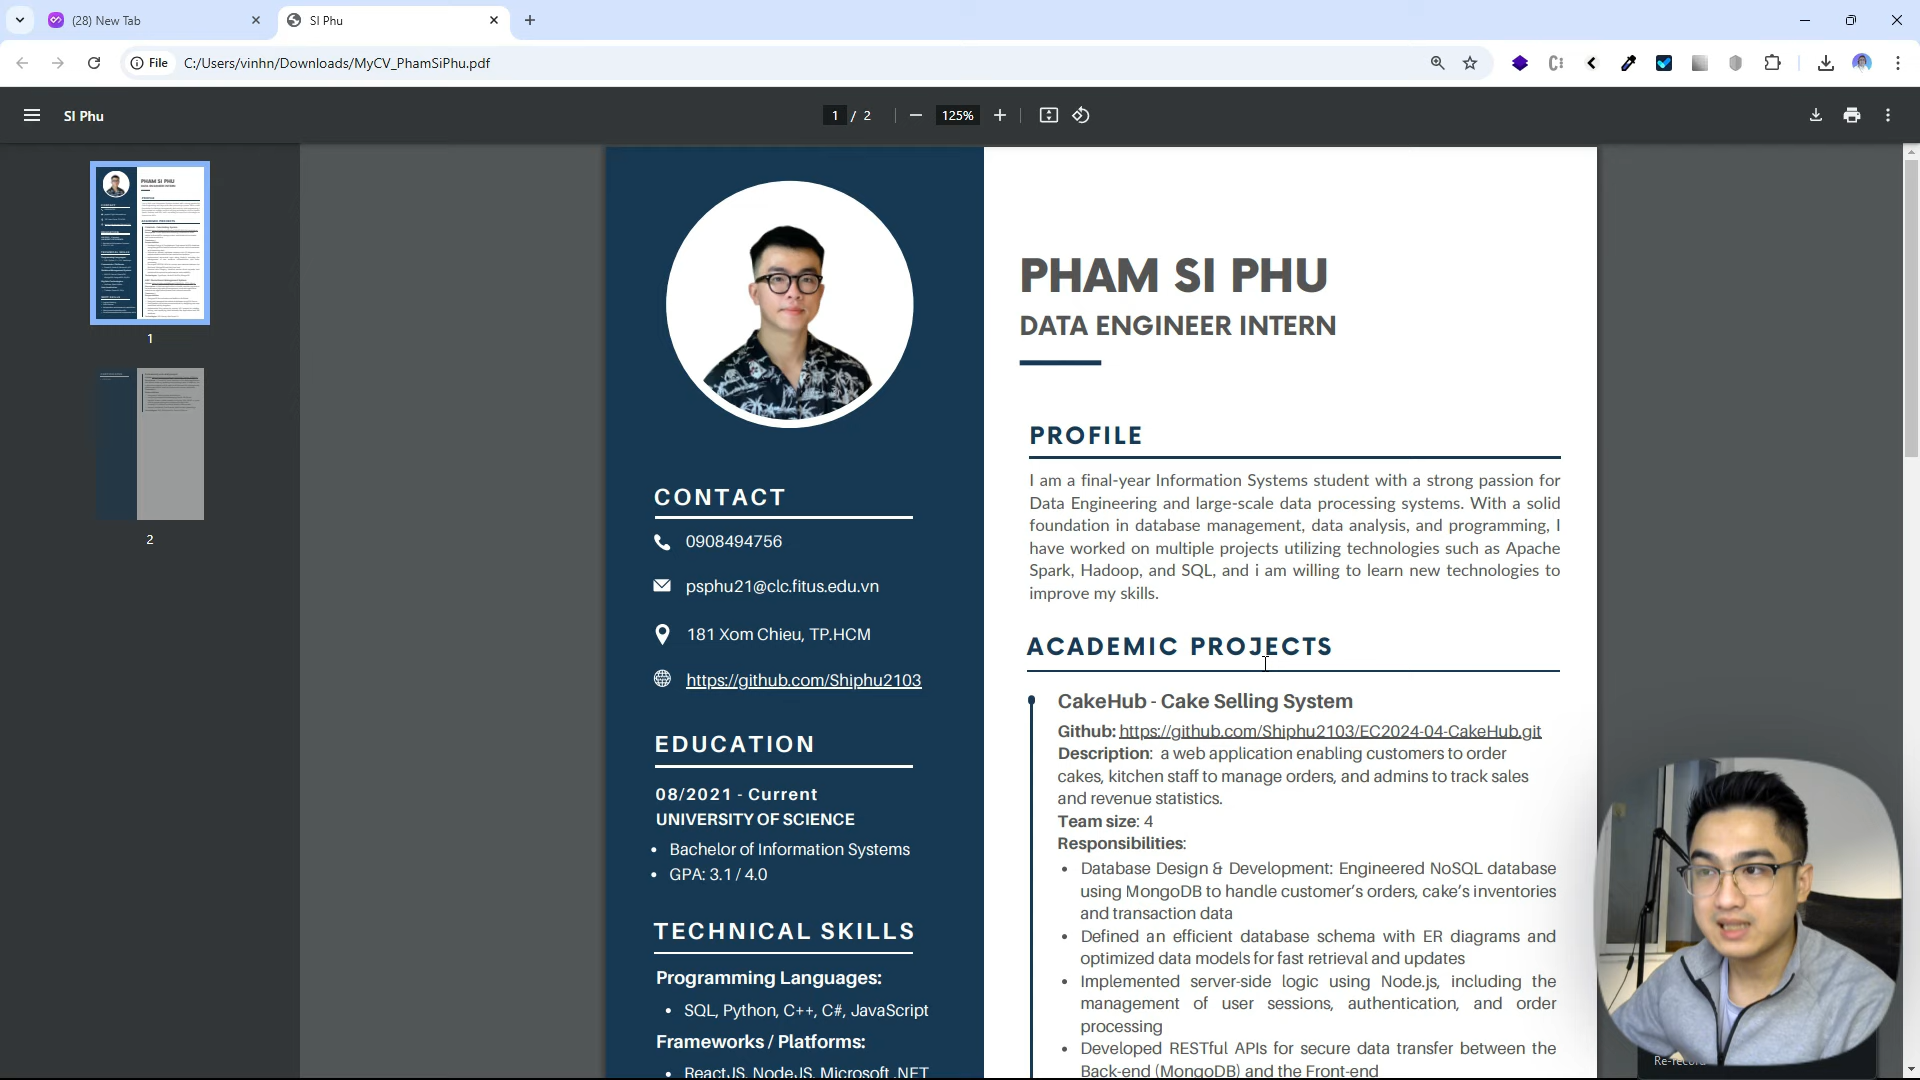 (28) New Tab
SI Phu
File
C:/Users/vinhn/Downloads/MyCV_PhamSiPhu.pdf
SI Phu
1 / 2
125%
1
2
PHAM SI PHU
DATA ENGINEER INTERN
PROFILE
I am a final-year Information Systems student with a strong passion for
Data Engineering and large-scale data processing systems. With a solid
foundation in database management, data analysis, and programming, I
have worked on multiple projects utilizing technologies such as Apache
Spark, Hadoop, and SQL, and i am willing to learn new technologies to
improve my skills.
CONTACT
0908494756
psphu21@clc.fitus.edu.vn
181 Xom Chieu, TP.HCM
https://github.com/Shiphu2103
EDUCATION
08/2021 - Current
UNIVERSITY OF SCIENCE
• Bachelor of Information Systems
• GPA: 3.1 / 4.0
TECHNICAL SKILLS
Programming Languages:
• SQL, Python, C++, C#, JavaScript
Frameworks / Platforms:
• ReactJS, NodeJS, Microsoft .NET
ACADEMIC PROJECTS
CakeHub - Cake Selling System
Github: https://github.com/Shiphu2103/EC2024-04-CakeHub.git
Description: a web application enabling customers to order
cakes, kitchen staff to manage orders, and admins to track sales
and revenue statistics.
Team size: 4
Responsibilities:
• Database Design & Development: Engineered NoSQL database
using MongoDB to handle customer's orders, cake's inventories
and transaction data
• Defined an efficient database schema with ER diagrams and
optimized data models for fast retrieval and updates
• Implemented server-side logic using Node.js, including the
management of user sessions, authentication, and order
processing
• Developed RESTful APIs for secure data transfer between the
Back-end (MongoDB) and the Front-end